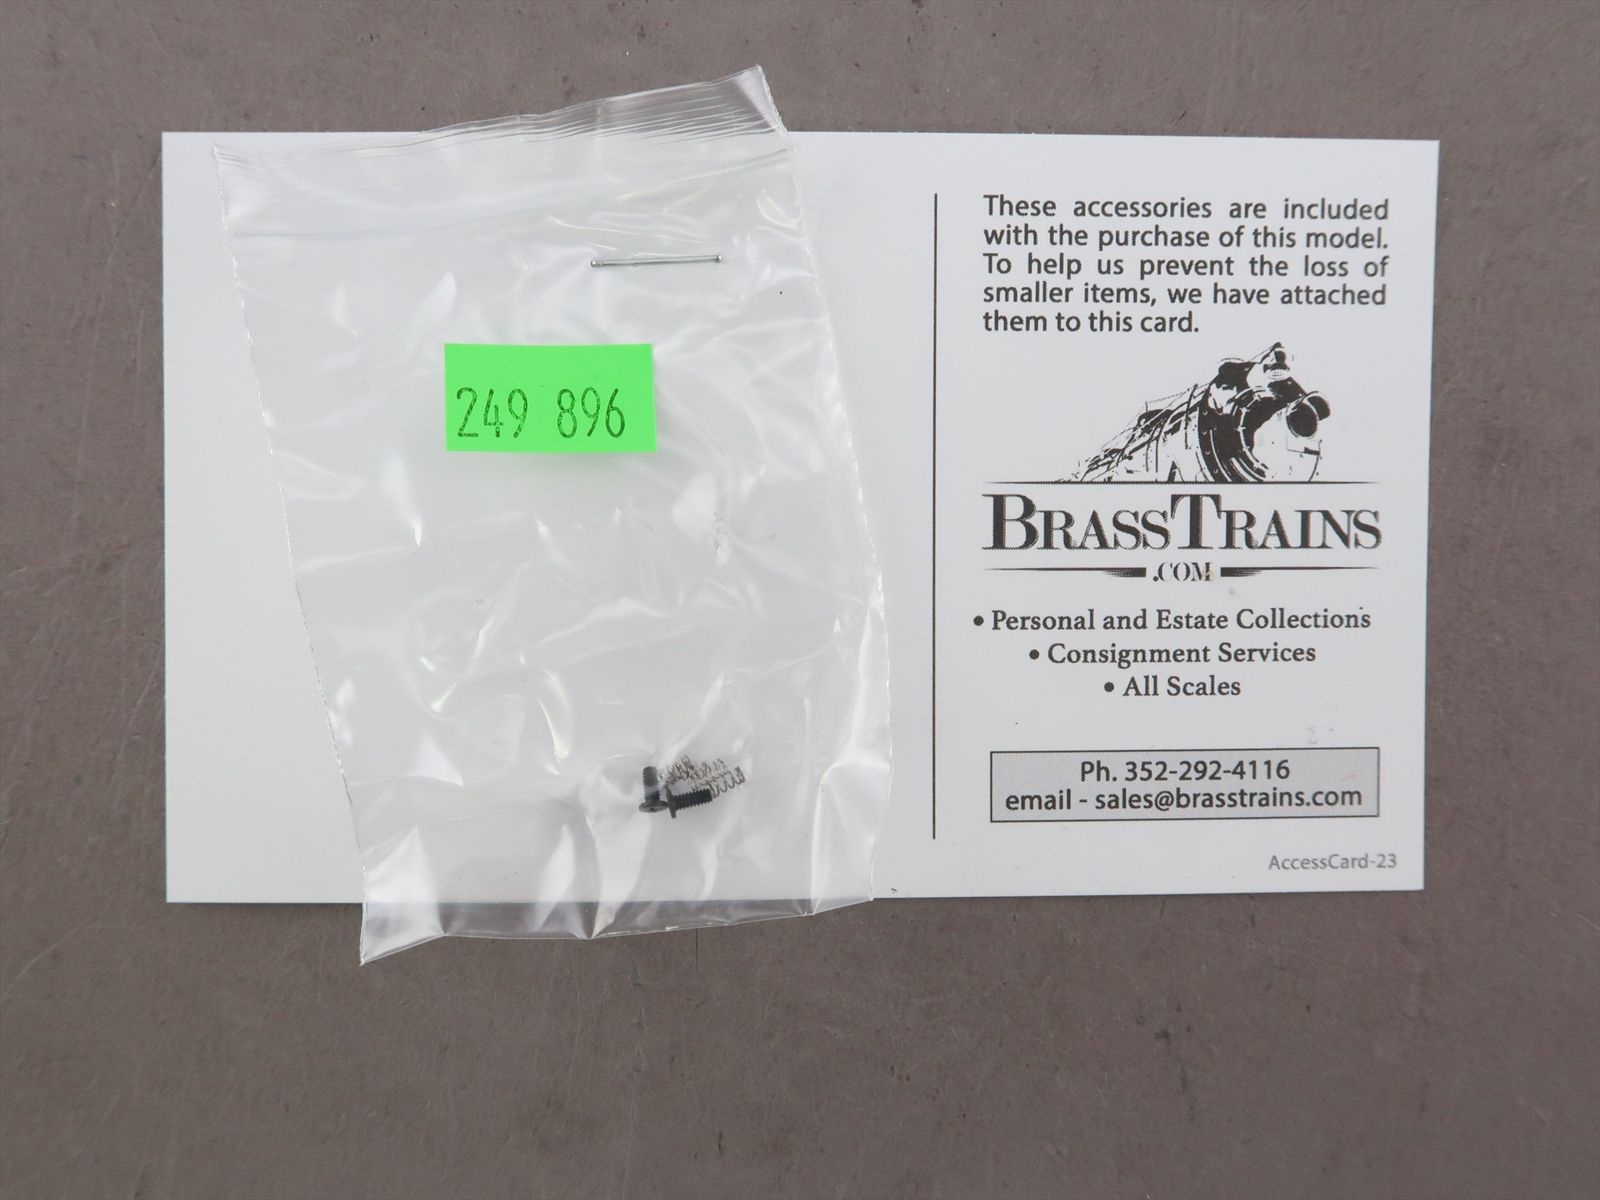 249 896
These accessories are included
with the purchase of this model.
To help us prevent the loss of
smaller items, we have attached
them to this card.
BRASSTRAINS
.COM
• Personal and Estate Collections
• Consignment Services
• All Scales
Ph. 352-292-4116
email - sales@brasstrains.com
AccessCard-23